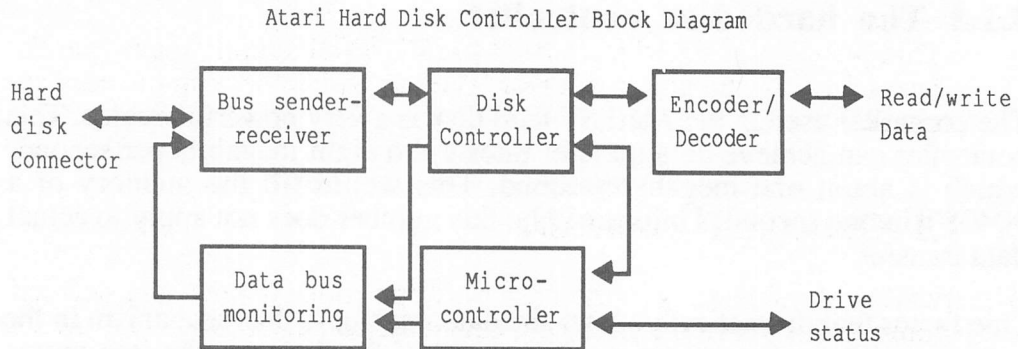 Atari Hard Disk Controller Block Diagram
Hard
disk
Connector
Bus sender-
receiver
Disk
Controller
Encoder/
Decoder
Read/write
Data
Data bus
monitoring
Micro-
controller
Drive
status